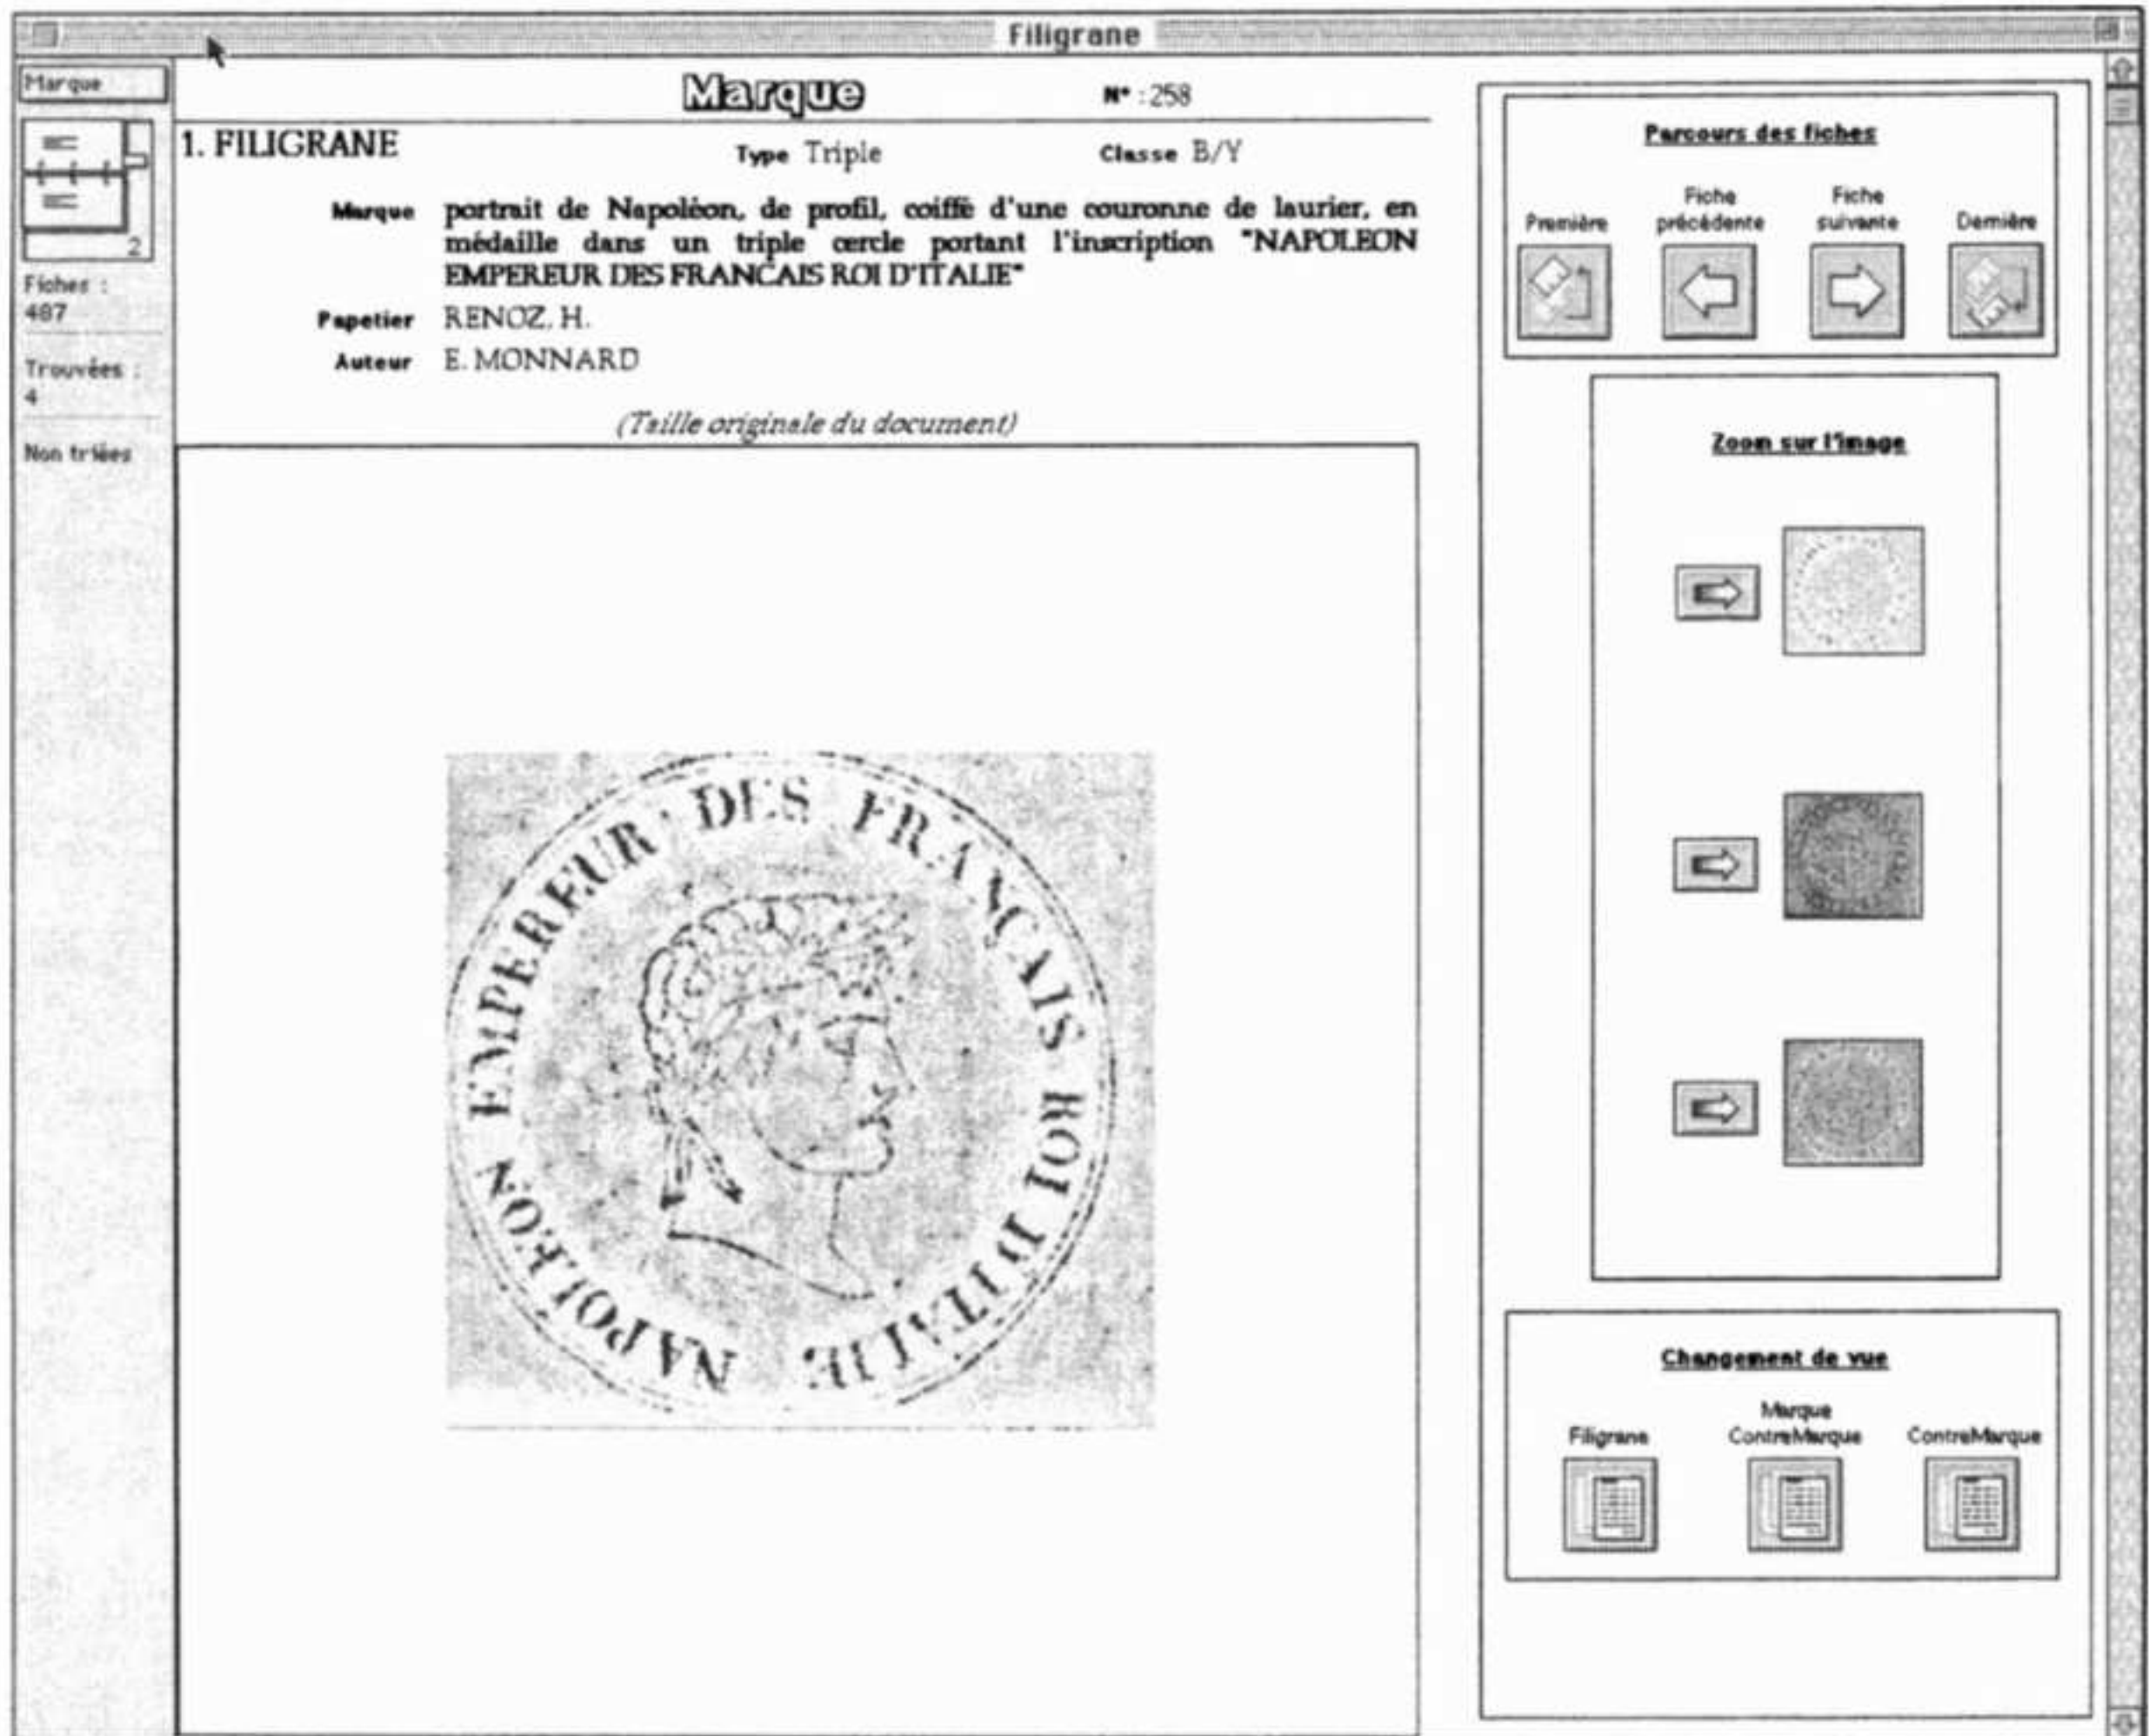 Filigrane
Marque
2
Fiches :
487
Trouvées :
4
Non triées
Marque
N° : 258
1. FILIGRANE
Type Triple
Classe B/Y
Marque portrait de Napoléon, de profil, coiffé d'une couronne de laurier, en
médaille dans un triple cercle portant l'inscription "NAPOLEON
EMPEREUR DES FRANCAIS ROI D'ITALIE"
Papetier RENOZ, H.
Auteur E. MONNARD
(Taille originale du document)
NAPOLEON EMPEREUR DES FRANÇAIS ROI D'ITALIE
Parcours des fiches
Première
Fiche
précédente
Fiche
suivante
Dernière
Zoom sur l'image
Changement de vue
Filigrane
Marque
ContreMarque
ContreMarque